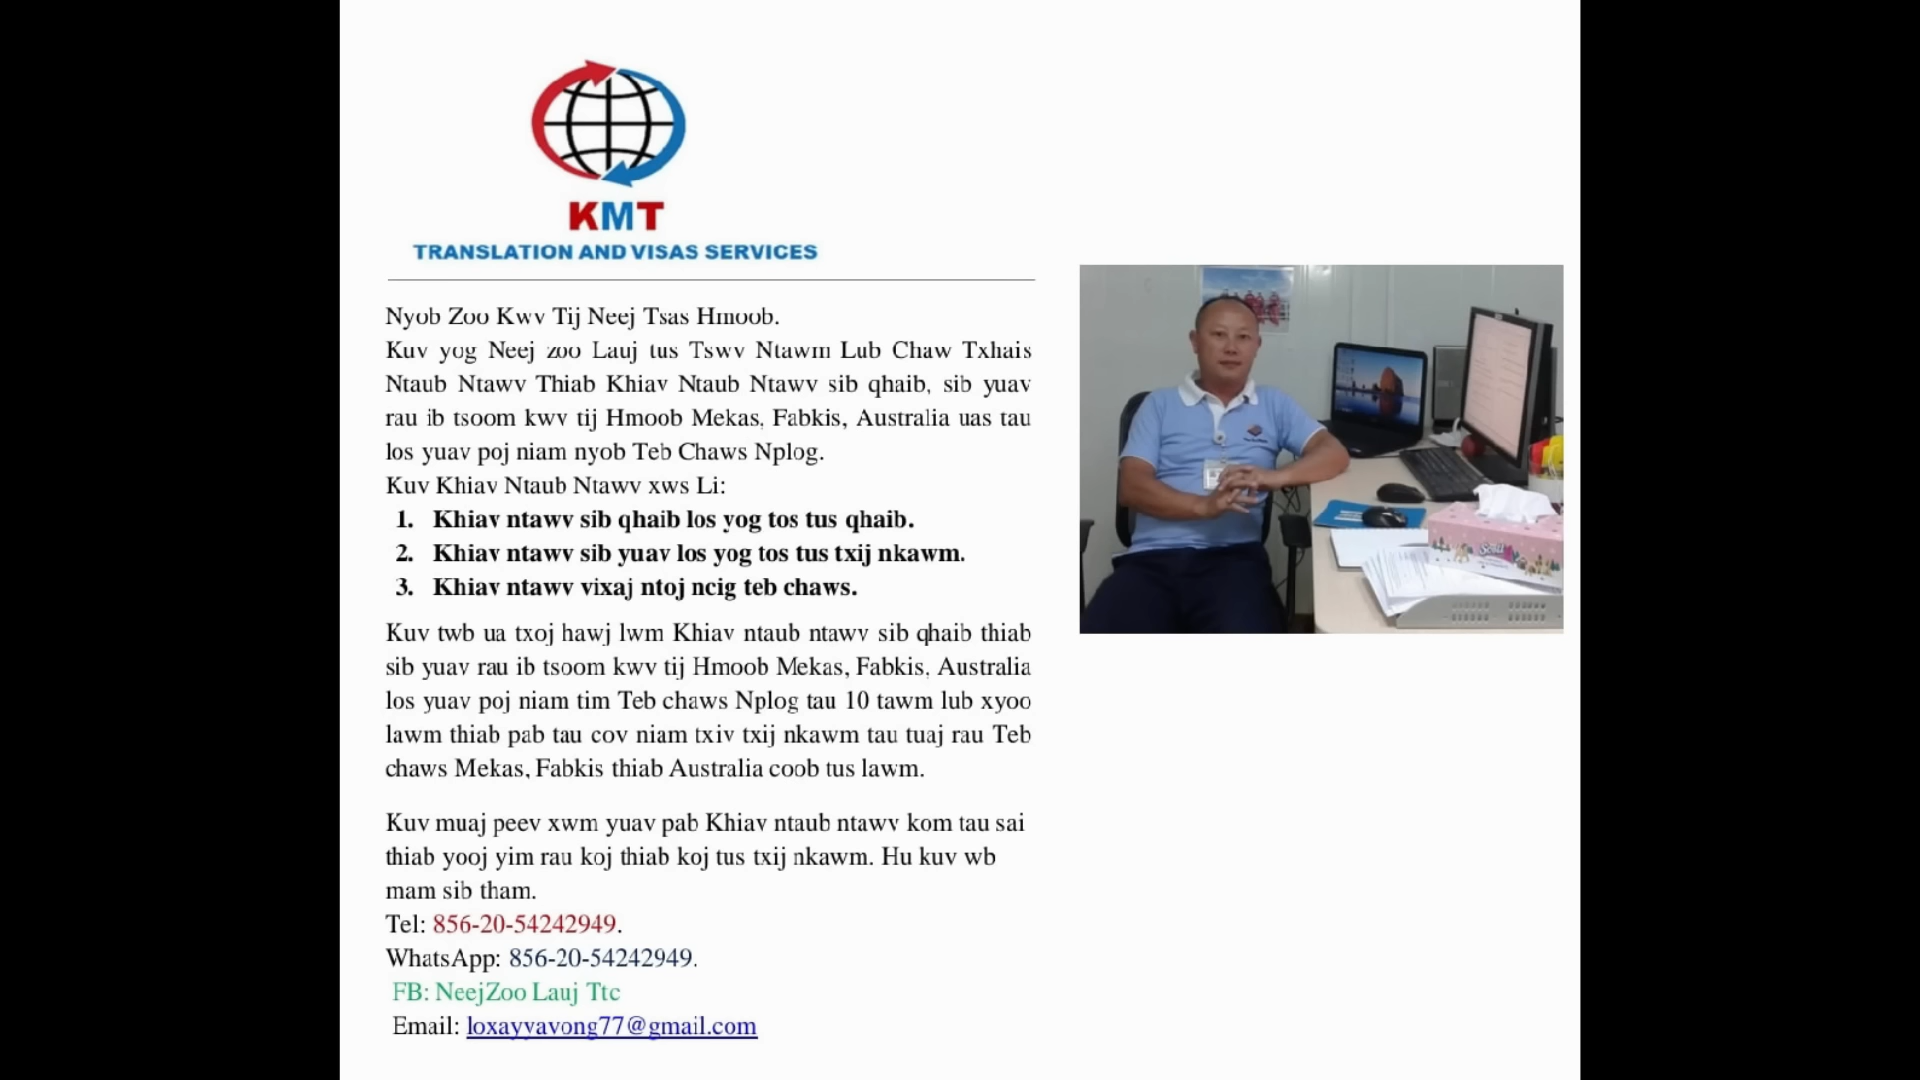 KMT
TRANSLATION AND VISAS SERVICES
Nyob Zoo Kwv Tij Neej Tsas Hmoob.
Kuv yog Neej zoo Lauj tus Tswv Ntawm Lub Chaw Txhais
Ntaub Ntawv Thiab Khiav Ntaub Ntawv sib qhaib, sib yuav
rau ib tsoom kwv tij Hmoob Mekas, Fabkis, Australia uas tau
los yuav poj niam nyob Teb Chaws Nplog.
Kuv Khiav Ntaub Ntawv xws Li:
1. Khiav ntawv sib qhaib los yog tos tus qhaib.
2. Khiav ntawv sib yuav los yog tos tus txij nkawm.
3. Khiav ntawv vixaj ntoj ncig teb chaws.
Kuv twb ua txoj hawj lwm Khiav ntaub ntawv sib qhaib thiab
sib yuav rau ib tsoom kwv tij Hmoob Mekas, Fabkis, Australia
los yuav poj niam tim Teb chaws Nplog tau 10 tawm lub xyoo
lawm thiab pab tau cov niam txiv txij nkawm tau tuaj rau Teb
chaws Mekas, Fabkis thiab Australia coob tus lawm.
Kuv muaj peev xwm yuav pab Khiav ntaub ntawv kom tau sai
thiab yooj yim rau koj thiab koj tus txij nkawm. Hu kuv wb
mam sib tham.
Tel: 856-20-54242949.
WhatsApp: 856-20-54242949.
FB: NeejZoo Lauj Ttc
Email: loxayyavong77@gmail.com